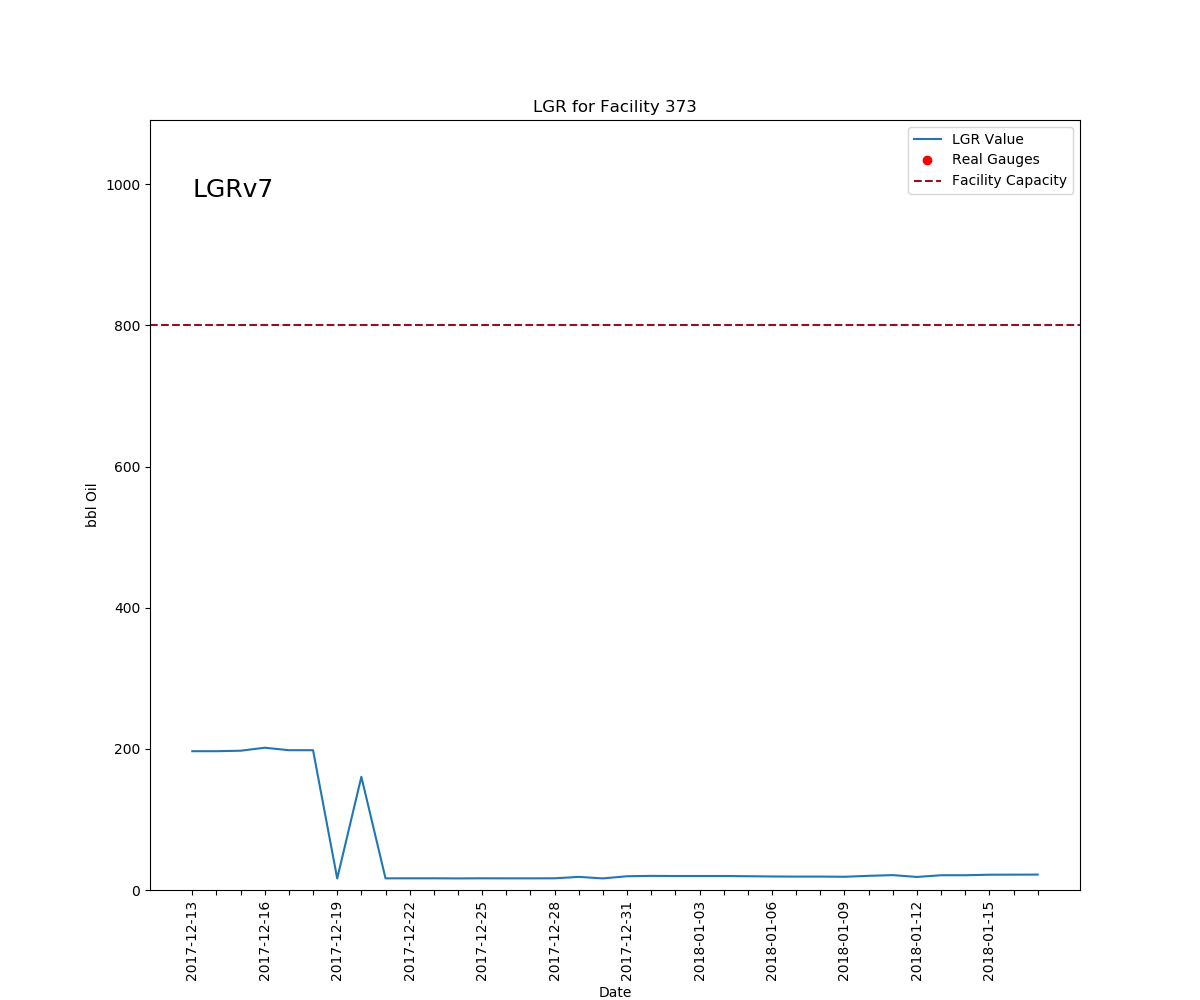 LGR for Facility 373
LGR Value
Real Gauges
Facility Capacity
LGRv7
1000
800
600
400
200
0
bbl Oil
2017-12-13
2017-12-16
2017-12-19
2017-12-22
2017-12-25
2017-12-28
2017-12-31
2018-01-03
2018-01-06
2018-01-09
2018-01-12
2018-01-15
Date